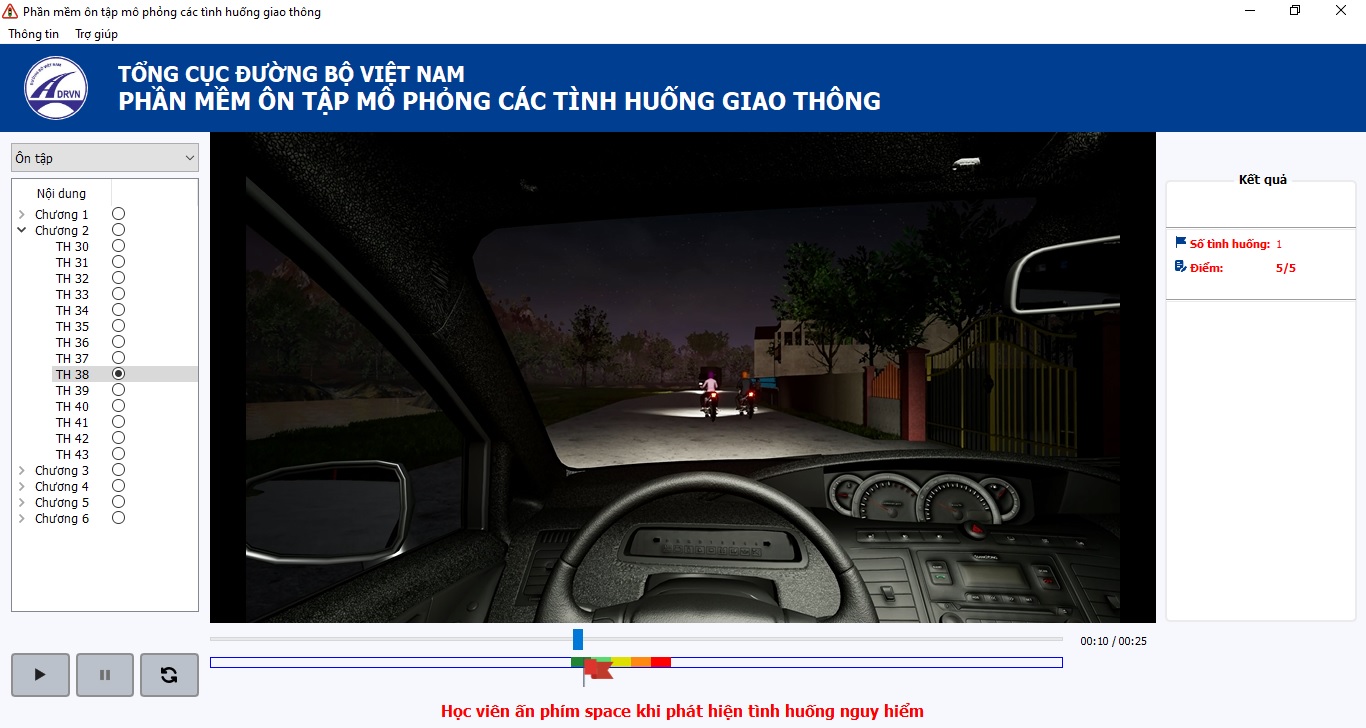 Phần mềm ôn tập mô phỏng các tình huống giao thông
Thông tin Trợ giúp
ĐƯỜNG BỘ VIỆT NAM
DRVN
TỔNG CỤC ĐƯỜNG BỘ VIỆT NAM
PHẦN MỀM ÔN TẬP MÔ PHỎNG CÁC TÌNH HUỐNG GIAO THÔNG
Ôn tập
Nội dung
Chương 1
Chương 2
TH 30
TH 31
TH 32
TH 33
TH 34
TH 35
TH 36
TH 37
TH 38
TH 39
TH 40
TH 41
TH 42
TH 43
Chương 3
Chương 4
Chương 5
Chương 6
Kết quả
Số tình huống: 1
Điểm: 5/5
00:10 / 00:25
Học viên ấn phím space khi phát hiện tình huống nguy hiểm